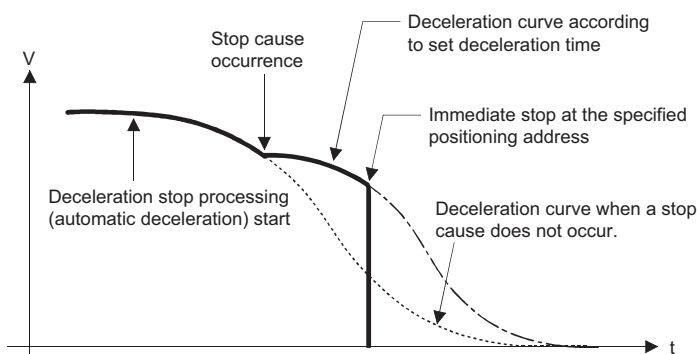 Deceleration curve according
to set deceleration time
Stop cause
occurrence
V
Immediate stop at the specified
positioning address
Deceleration stop processing
(automatic deceleration) start
Deceleration curve when a stop
cause does not occur.
t